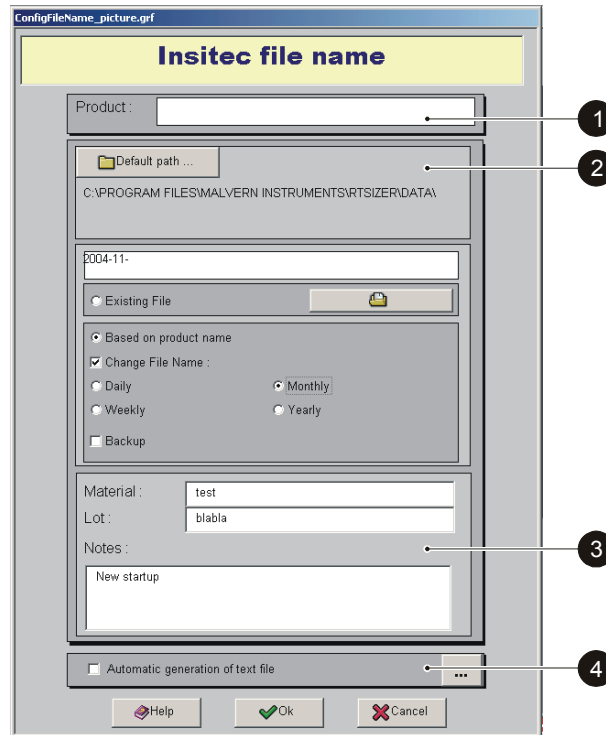 ConfigFileName_picture.grf
Insitec file name
Product :
1
Default path ...
2
C:\PROGRAM FILES\MALVERN INSTRUMENTS\RTSIZER\DATA\
2004-11-
Existing File
Based on product name
Change File Name :
Daily Monthly
Weekly Yearly
Backup
Material : test
Lot : blabla
Notes :
3
New startup
Automatic generation of text file ...
4
Help Ok Cancel